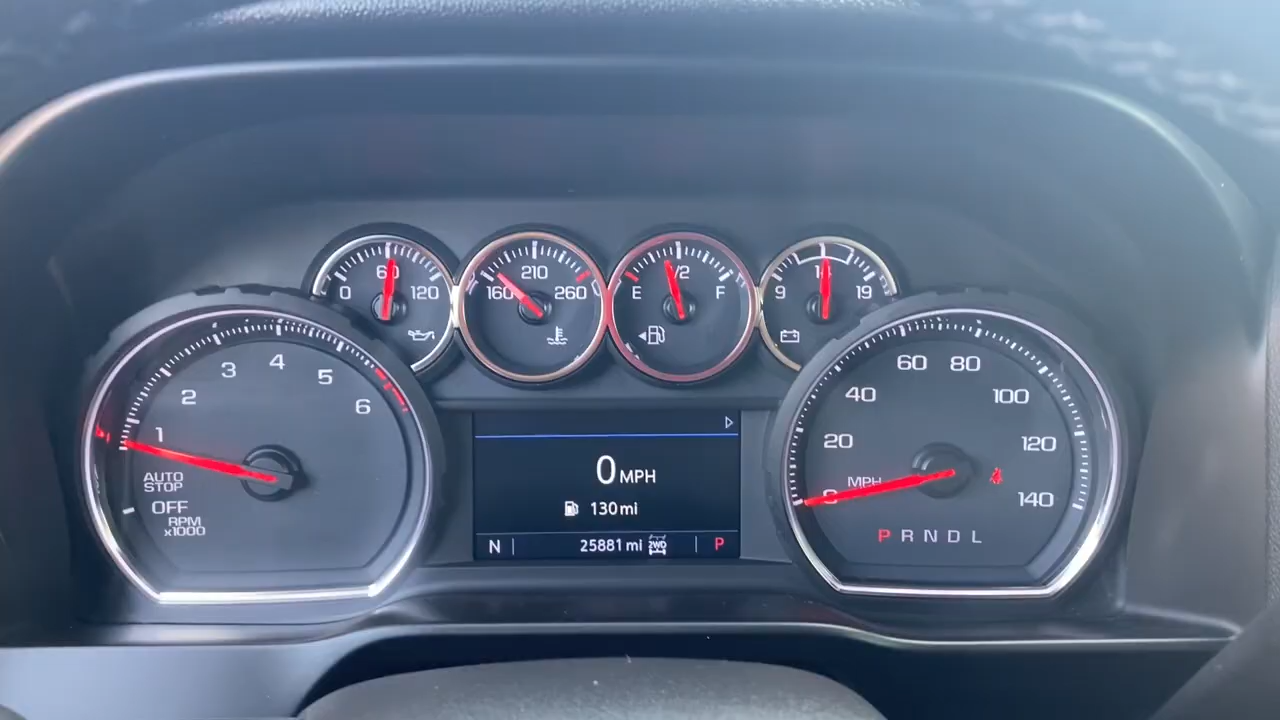 0 60 120
160 210 260
E 1/2 F
9 14 19
1 2 3 4 5 6
AUTO
STOP
OFF
RPM
x1000
0 MPH
130 mi
N 25881 mi 2WD P
0 20 40 60 80 100 120 140
MPH
P R N D L